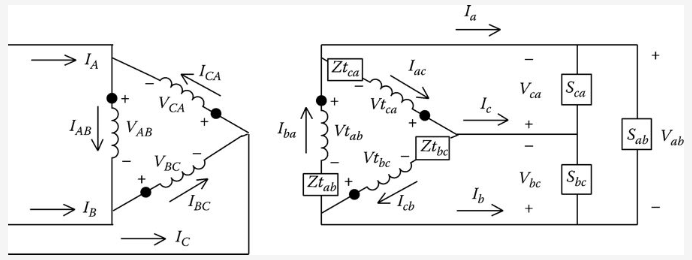 I_a
I_A
I_CA
V_CA
−
+
+
I_AB
V_AB
−
V_BC
−
+
I_BC
I_B
I_C
Zt_ca
−
I_ac
Vt_ca
+
I_c
I_ba
+
Vt_ab
−
Vt_bc
−
Zt_bc
Zt_ab
+
I_cb
I_b
−
V_ca
+
S_ca
−
V_bc
+
S_bc
S_ab
+
V_ab
−